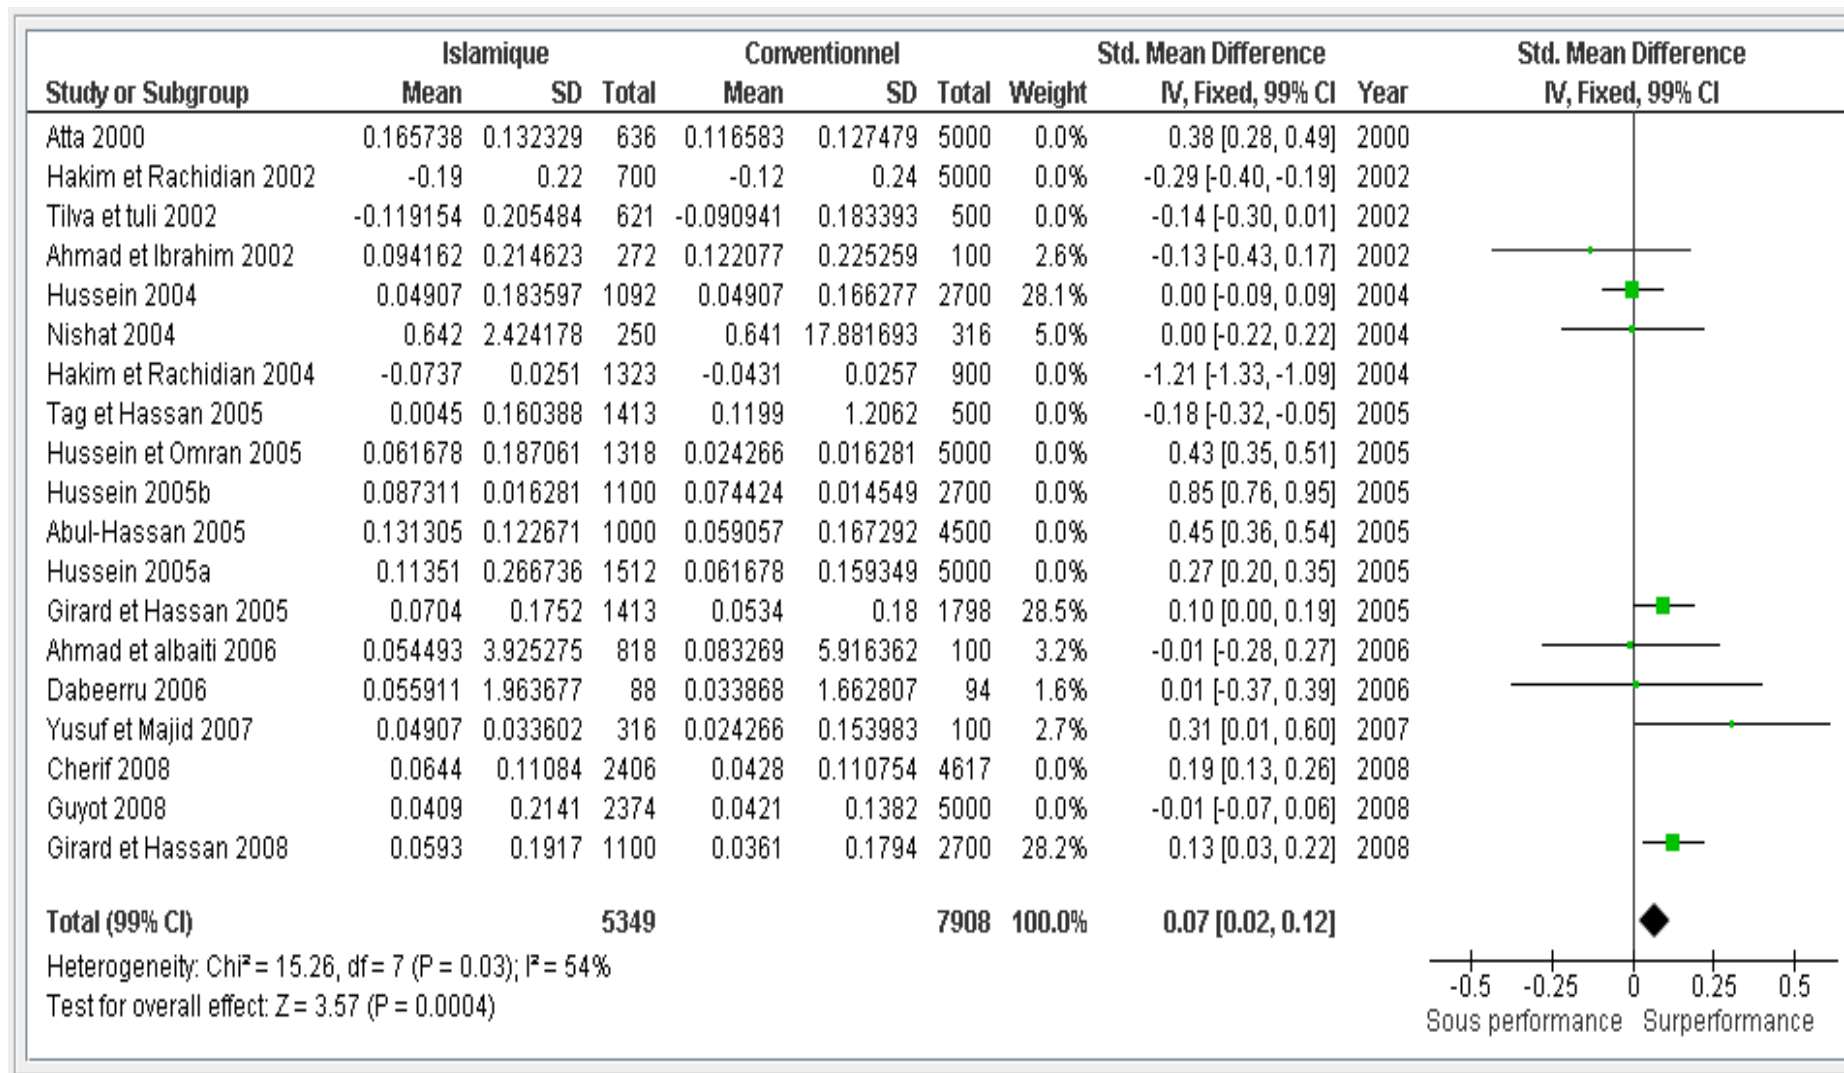 Islamique Conventionnel Std. Mean Difference Std. Mean Difference
Study or Subgroup Mean SD Total Mean SD Total Weight IV, Fixed, 99% CI Year IV, Fixed, 99% CI
Atta 2000 0.165738 0.132329 636 0.116583 0.127479 5000 0.0% 0.38 [0.28, 0.49] 2000
Hakim et Rachidian 2002 -0.19 0.22 700 -0.12 0.24 5000 0.0% -0.29 [-0.40, -0.19] 2002
Tilva et tuli 2002 -0.119154 0.205484 621 -0.090941 0.183393 500 0.0% -0.14 [-0.30, 0.01] 2002
Ahmad et Ibrahim 2002 0.094162 0.214623 272 0.122077 0.225259 100 2.6% -0.13 [-0.43, 0.17] 2002
Hussein 2004 0.04907 0.183597 1092 0.04907 0.166277 2700 28.1% 0.00 [-0.09, 0.09] 2004
Nishat 2004 0.642 2.424178 250 0.641 17.881693 316 5.0% 0.00 [-0.22, 0.22] 2004
Hakim et Rachidian 2004 -0.0737 0.0251 1323 -0.0431 0.0257 900 0.0% -1.21 [-1.33, -1.09] 2004
Tag et Hassan 2005 0.0045 0.160388 1413 0.1199 1.2062 500 0.0% -0.18 [-0.32, -0.05] 2005
Hussein et Omran 2005 0.061678 0.187061 1318 0.024266 0.016281 5000 0.0% 0.43 [0.35, 0.51] 2005
Hussein 2005b 0.087311 0.016281 1100 0.074424 0.014549 2700 0.0% 0.85 [0.76, 0.95] 2005
Abul-Hassan 2005 0.131305 0.122671 1000 0.059057 0.167292 4500 0.0% 0.45 [0.36, 0.54] 2005
Hussein 2005a 0.11351 0.266736 1512 0.061678 0.159349 5000 0.0% 0.27 [0.20, 0.35] 2005
Girard et Hassan 2005 0.0704 0.1752 1413 0.0534 0.18 1798 28.5% 0.10 [0.00, 0.19] 2005
Ahmad et albaiti 2006 0.054493 3.925275 818 0.083269 5.916362 100 3.2% -0.01 [-0.28, 0.27] 2006
Dabeerru 2006 0.055911 1.963677 88 0.033868 1.662807 94 1.6% 0.01 [-0.37, 0.39] 2006
Yusuf et Majid 2007 0.04907 0.033602 316 0.024266 0.153983 100 2.7% 0.31 [0.01, 0.60] 2007
Cherif 2008 0.0644 0.11084 2406 0.0428 0.110754 4617 0.0% 0.19 [0.13, 0.26] 2008
Guyot 2008 0.0409 0.2141 2374 0.0421 0.1382 5000 0.0% -0.01 [-0.07, 0.06] 2008
Girard et Hassan 2008 0.0593 0.1917 1100 0.0361 0.1794 2700 28.2% 0.13 [0.03, 0.22] 2008
Total (99% CI) 5349 7908 100.0% 0.07 [0.02, 0.12]
Heterogeneity: Chi² = 15.26, df = 7 (P = 0.03); I² = 54%
Test for overall effect: Z = 3.57 (P = 0.0004)
-0.5 -0.25 0 0.25 0.5
Sous performance Surperformance